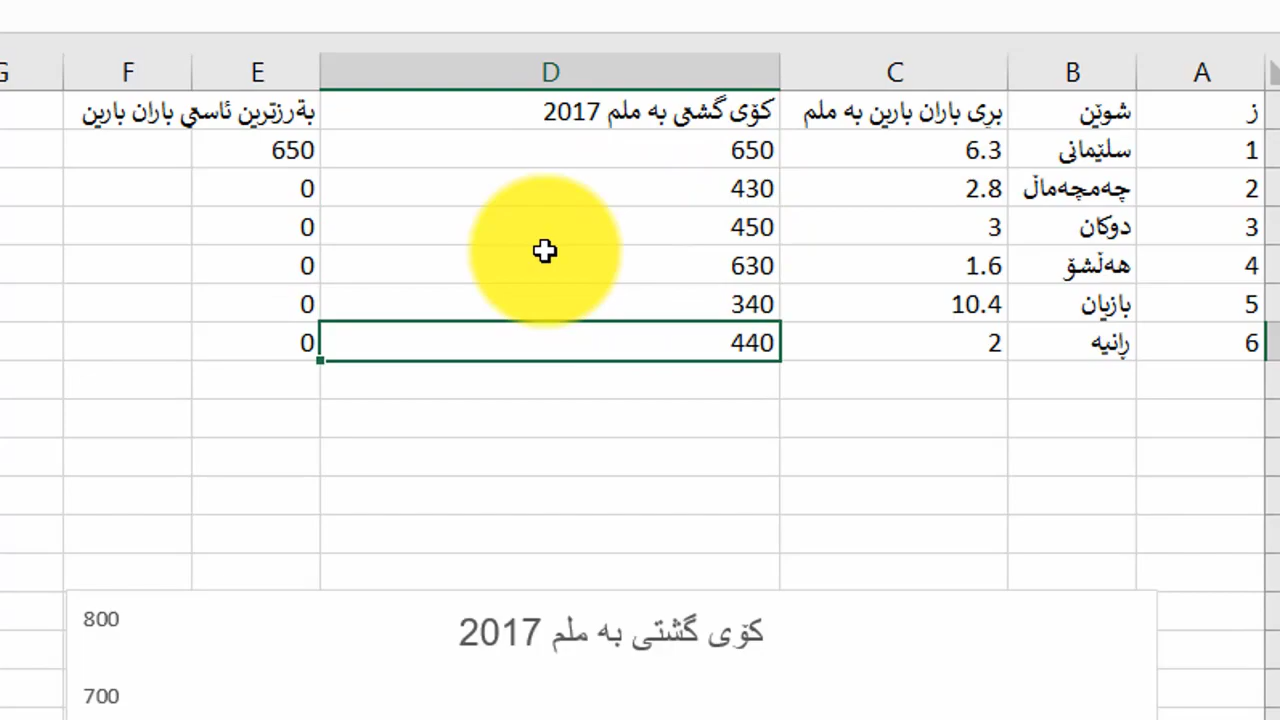 A B C D E F G
ز شوێن بڕی باران بارین بە ملم کۆی گشتی بە ملم 2017 بەرزترین ئاستی باران بارین
1 سلێمانی 6.3 650 650
2 چەمچەماڵ 2.8 430 0
3 دوکان 3 450 0
4 هەڵشۆ 1.6 630 0
5 بازیان 10.4 340 0
6 ڕانیە 2 440 0
کۆی گشتی بە ملم 2017
800
700